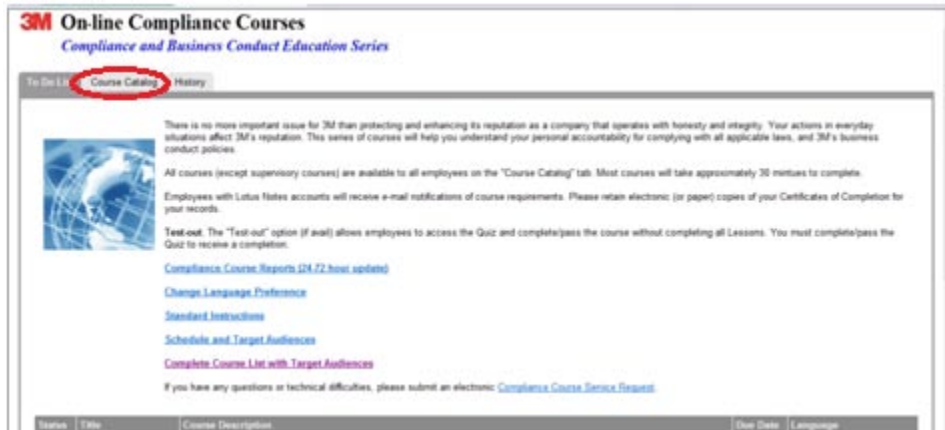 3M On-line Compliance Courses
Compliance and Business Conduct Education Series
To Do List Course Catalog History
There is no more important issue for 3M than protecting and enhancing its reputation as a company that operates with honesty and integrity. Your actions in everyday
situations affect 3M's reputation. This series of courses will help you understand your personal accountability for complying with all applicable laws, and 3M's business
conduct policies.
All courses (except supervisory courses) are available to all employees on the "Course Catalog" tab. Most courses will take approximately 30 mintues to complete.
Employees with Lotus Notes accounts will receive e-mail notifications of course requirements. Please retain electronic (or paper) copies of your Certificates of Completion for
your records.
Test-out. The "Test-out" option (if avail) allows employees to access the Quiz and complete/pass the course without completing all Lessons. You must complete/pass the
Quiz to receive a completion.
Compliance Course Reports (24-72 hour update)
Change Language Preference
Standard Instructions
Schedule and Target Audiences
Complete Course List with Target Audiences
If you have any questions or technical difficulties, please submit an electronic Compliance Course Service Request.
Status Title Course Description Due Date Language